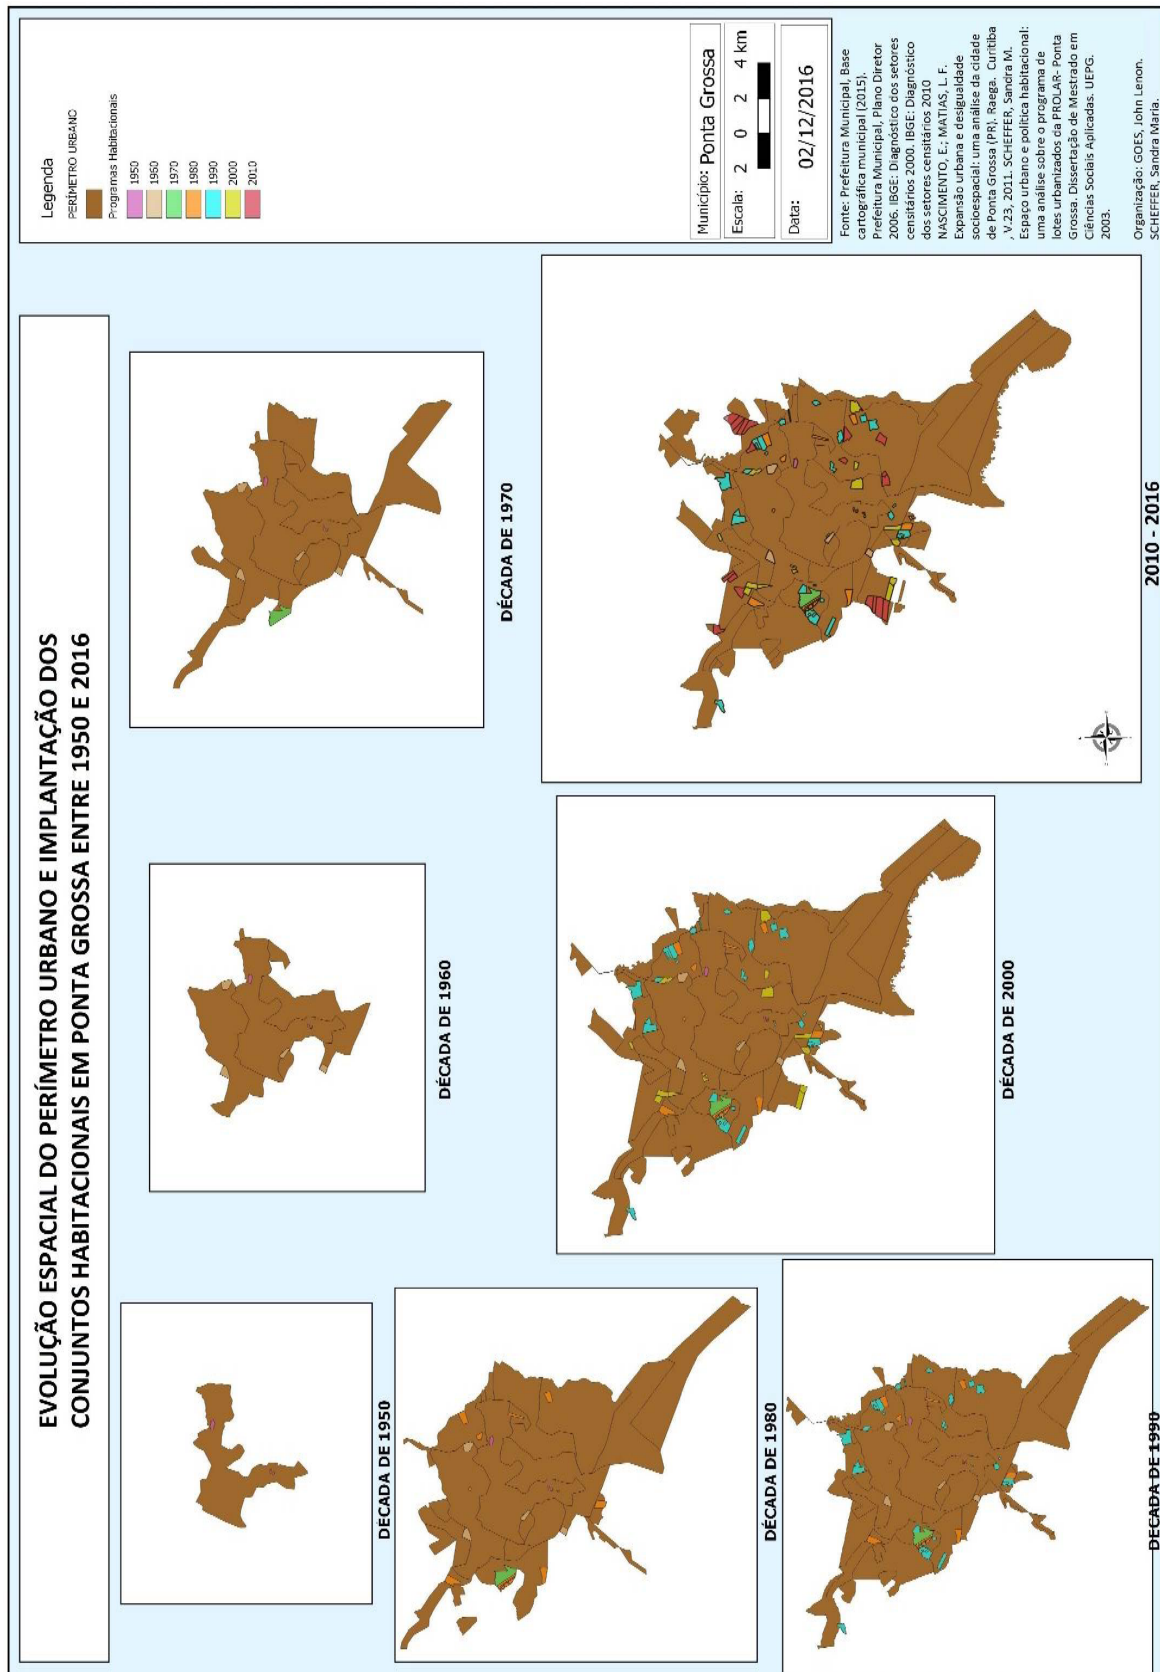 EVOLUÇÃO ESPACIAL DO PERÍMETRO URBANO E IMPLANTAÇÃO DOS
CONJUNTOS HABITACIONAIS EM PONTA GROSSA ENTRE 1950 E 2016
DÉCADA DE 1950
DÉCADA DE 1960
DÉCADA DE 1970
DÉCADA DE 1980
DÉCADA DE 1990
DÉCADA DE 2000
2010 - 2016
Legenda
PERÍMETRO URBANO
Programas Habitacionais
1950
1960
1970
1980
1990
2000
2010
Município: Ponta Grossa
Escala: 2 0 2 4 km
Data: 02/12/2016
Fonte: Prefeitura Municipal, Base
cartográfica municipal (2015).
Prefeitura Municipal, Plano Diretor
2006. IBGE: Diagnóstico dos setores
censitários 2000. IBGE: Diagnóstico
dos setores censitários 2010
NASCIMENTO, E.; MATIAS, L. F.
Expansão urbana e desigualdade
socioespacial: uma análise da cidade
de Ponta Grossa (PR). Raega. Curitiba
, V.23, 2011. SCHEFFER, Sandra M.
Espaço urbano e política habitacional:
uma análise sobre o programa de
lotes urbanizados da PROLAR- Ponta
Grossa. Dissertação de Mestrado em
Ciências Sociais Aplicadas. UEPG.
2003.
Organização: GOES, John Lenon.
SCHEFFER, Sandra Maria.